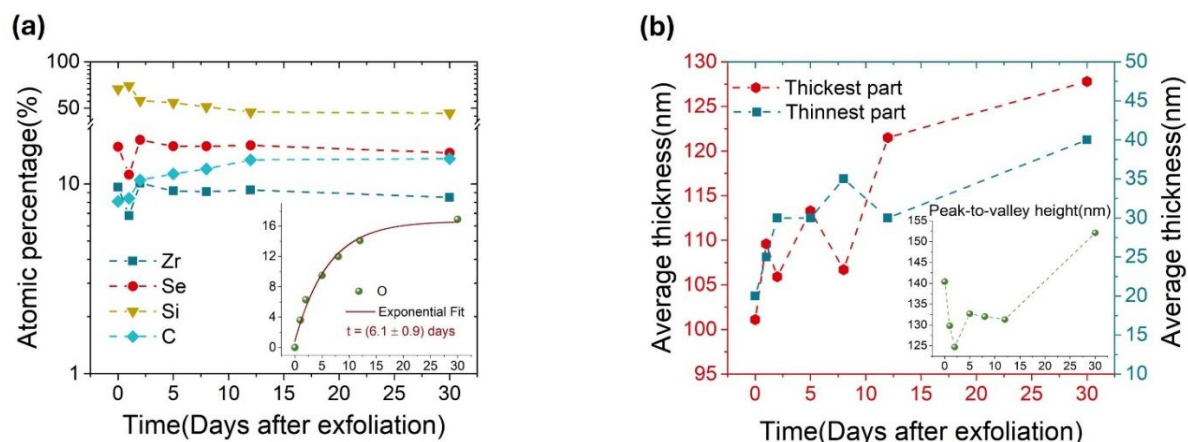 (a)
Atomic percentage(%)
100
50
10
1
Zr
Se
Si
C
16
12
8
4
0
O
Exponential Fit
t = (6.1 ± 0.9) days
0 5 10 15 20 25 30
0 5 10 15 20 25 30
Time(Days after exfoliation)
(b)
Average thickness(nm)
130
125
120
115
110
105
100
95
Thickest part
Thinnest part
Peak-to-valley height(nm)
155
150
145
140
135
130
125
0 5 10 15 20 25 30
50
45
40
35
30
25
20
15
10
Average thickness(nm)
0 5 10 15 20 25 30
Time(Days after exfoliation)